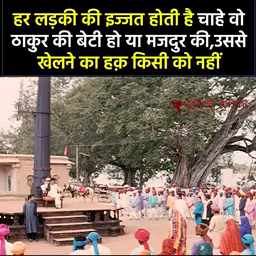 हर लड़की की इज्जत होती है चाहे वो
ठाकुर की बेटी हो या मजदुर की,उससे
खेलने का हक़ किसी को नहीं